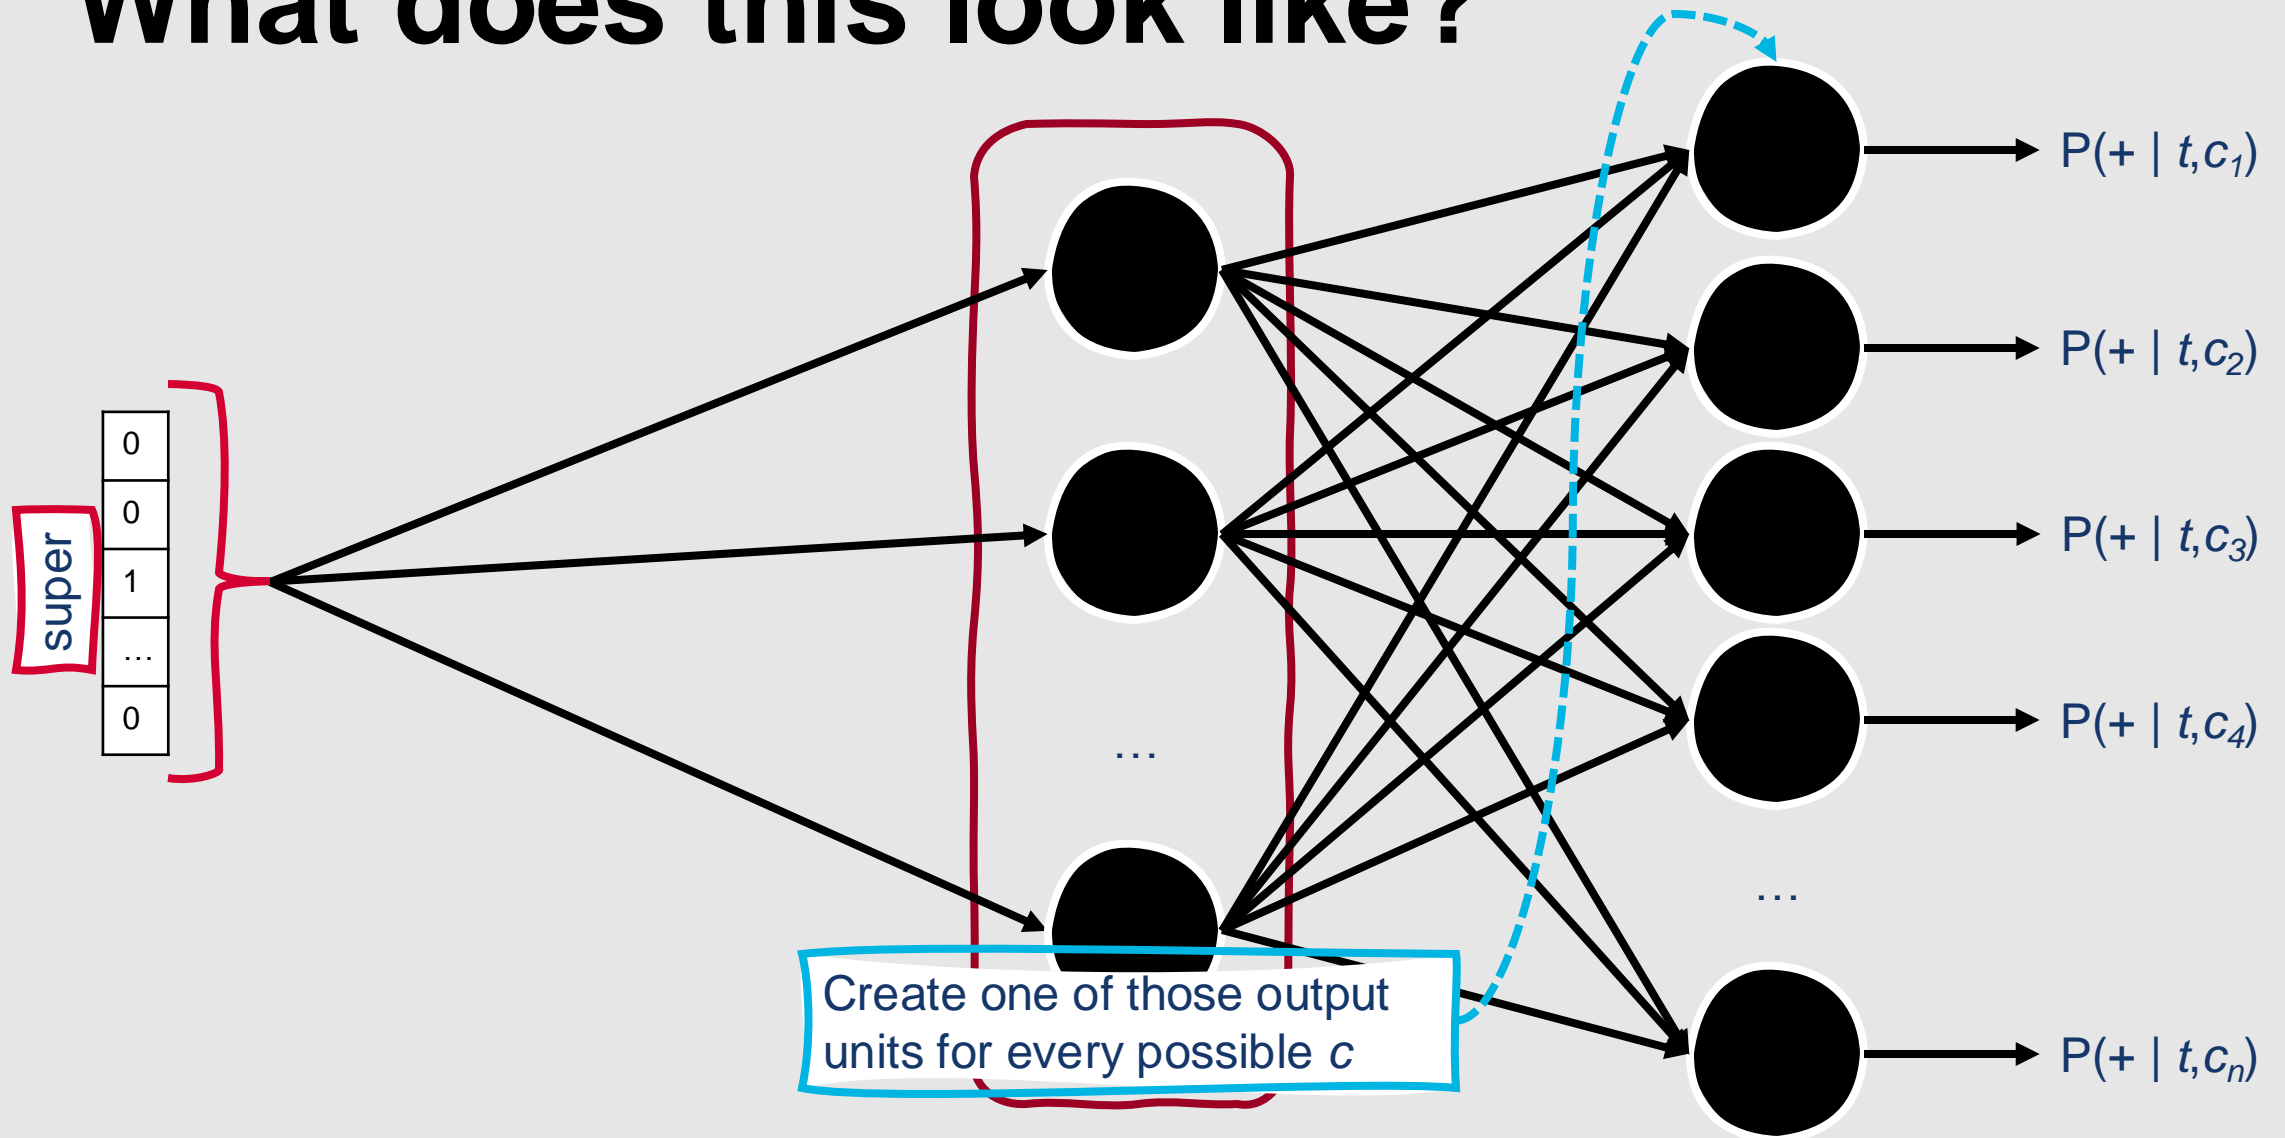 What does this look like?
P(+ | t,c1)
P(+ | t,c2)
0
0
super
1
P(+ | t,c3)
…
0
P(+ | t,c4)
…
…
Create one of those output
units for every possible c
P(+ | t,cn)